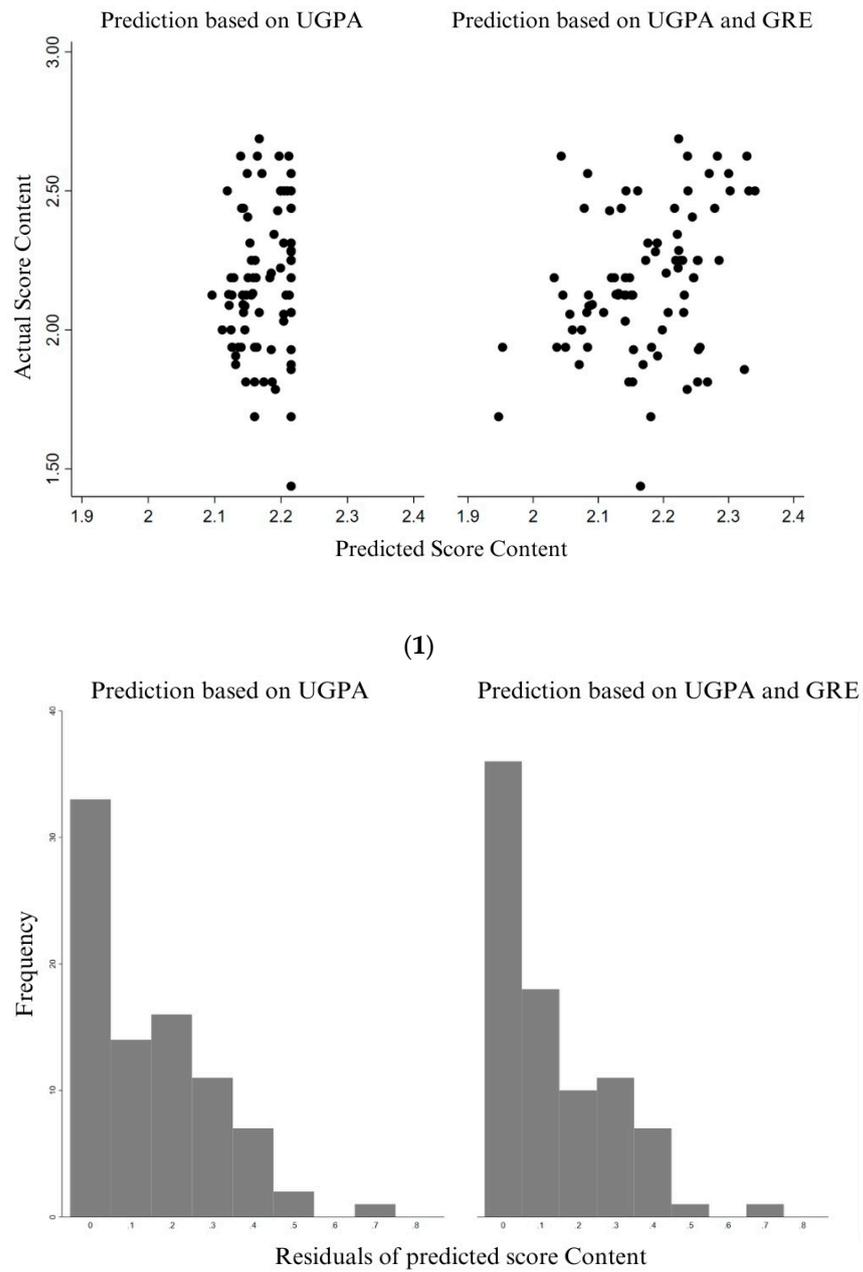 Prediction based on UGPA
Prediction based on UGPA and GRE
Actual Score Content
3.00
2.50
2.00
1.50
1.9 2 2.1 2.2 2.3 2.4
1.9 2 2.1 2.2 2.3 2.4
Predicted Score Content
(1)
Prediction based on UGPA
Prediction based on UGPA and GRE
Frequency
40
30
20
10
0
0 .1 .2 .3 .4 .5 .6 .7 .8
0 .1 .2 .3 .4 .5 .6 .7 .8
Residuals of predicted score Content